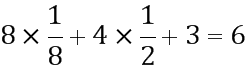 8 × 1/8 + 4 × 1/2 + 3 = 6